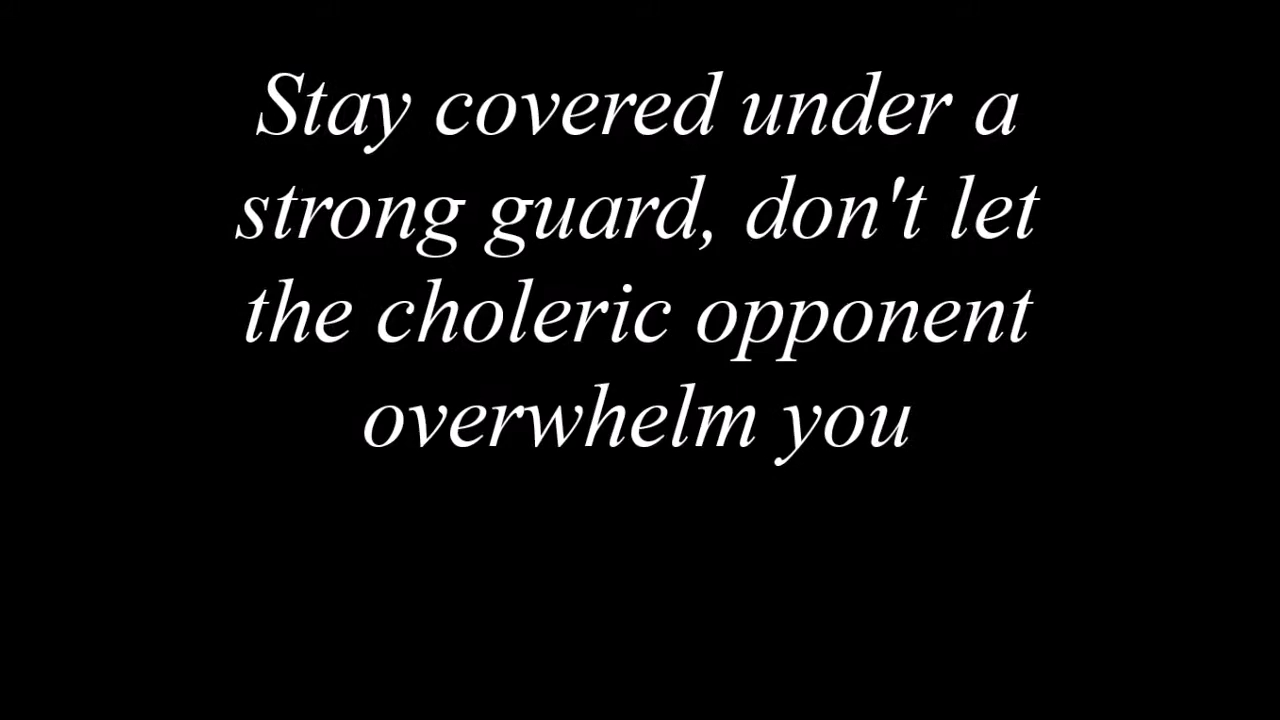 Stay covered under a
strong guard, don't let
the choleric opponent
overwhelm you